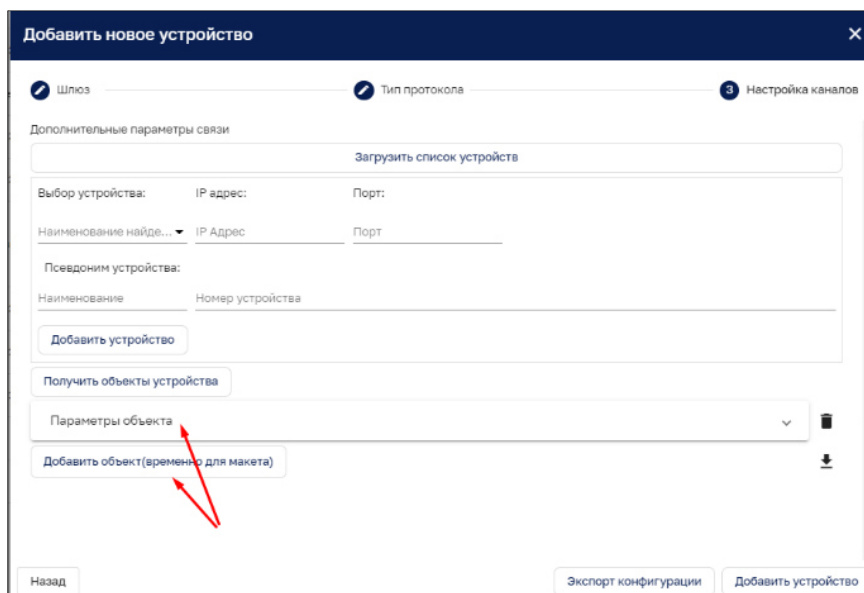 Добавить новое устройство
Шлюз
Тип протокола
3 Настройка каналов
Дополнительные параметры связи
Загрузить список устройств
Выбор устройства: IP адрес: Порт:
Наименование найде... IP Адрес Порт
Псевдоним устройства:
Наименование Номер устройства
Добавить устройство
Получить объекты устройства
Параметры объекта
Добавить объект(временно для макета)
Назад Экспорт конфигурации Добавить устройство